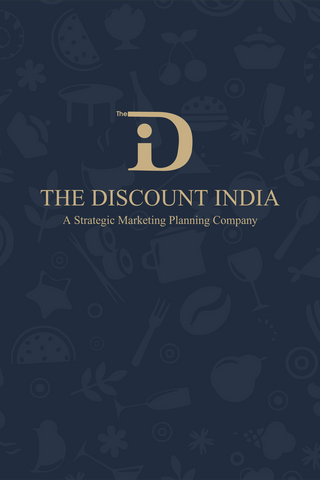 The
iD
THE DISCOUNT INDIA
A Strategic Marketing Planning Company